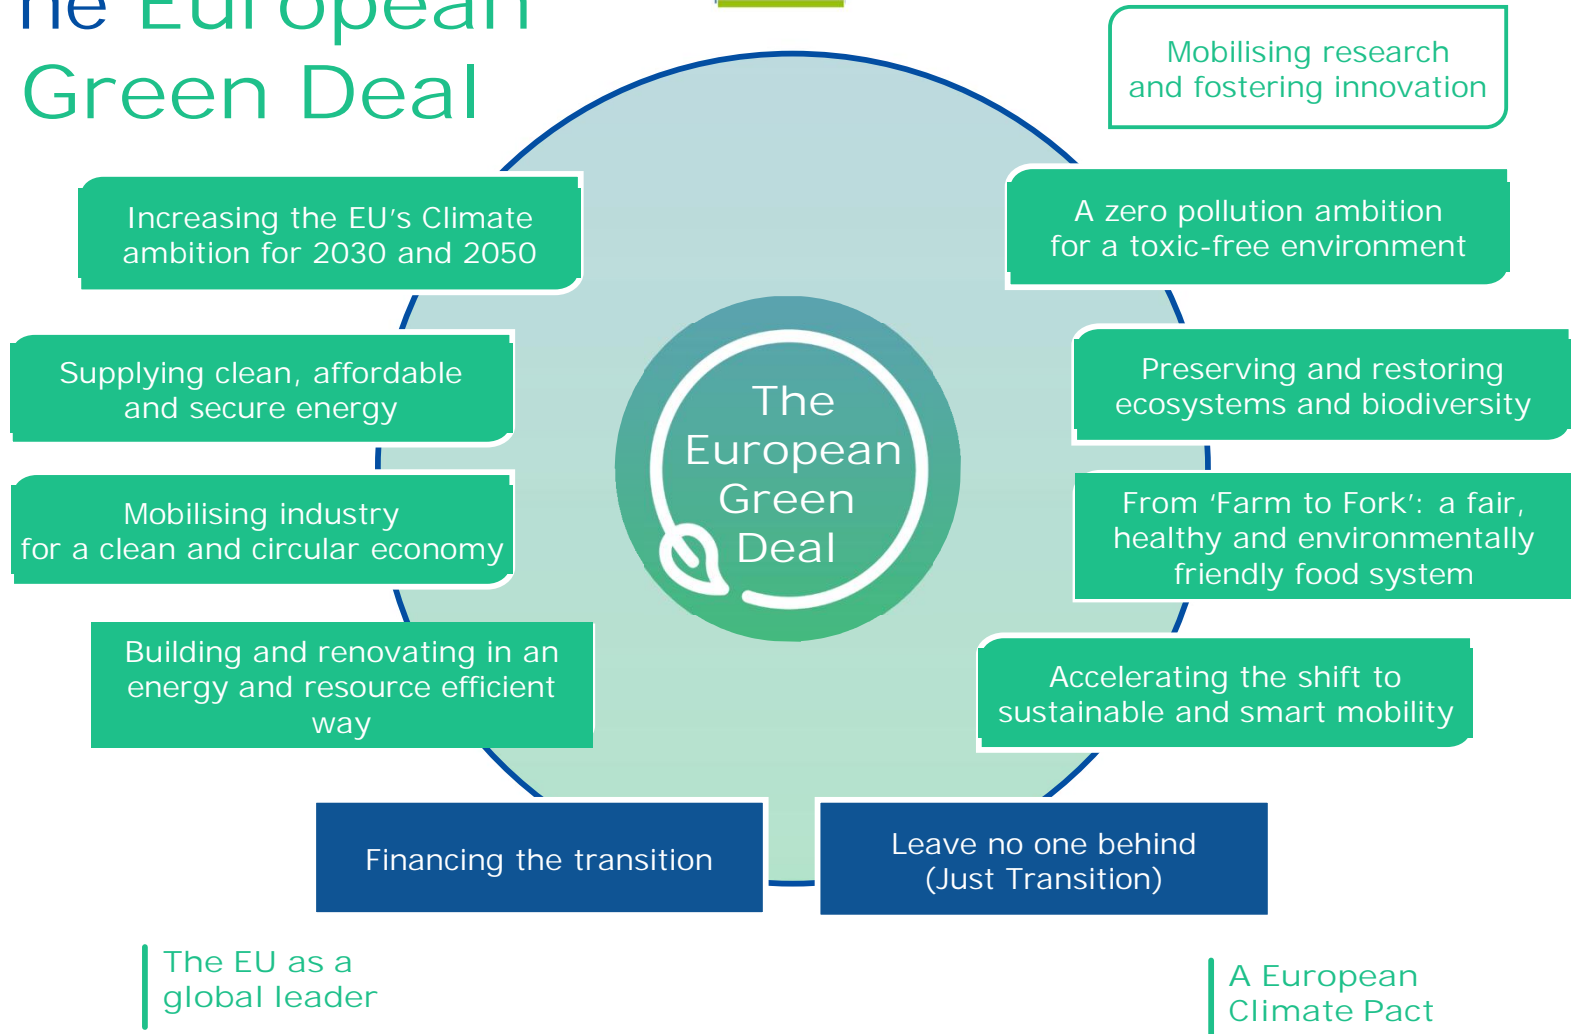 he European
Green Deal
Mobilising research
and fostering innovation
Increasing the EU's Climate
ambition for 2030 and 2050
A zero pollution ambition
for a toxic-free environment
Supplying clean, affordable
and secure energy
Preserving and restoring
ecosystems and biodiversity
The
European
Green
Deal
Mobilising industry
for a clean and circular economy
From ‘Farm to Fork’: a fair,
healthy and environmentally
friendly food system
Building and renovating in an
energy and resource efficient
way
Accelerating the shift to
sustainable and smart mobility
Financing the transition
Leave no one behind
(Just Transition)
The EU as a
global leader
A European
Climate Pact